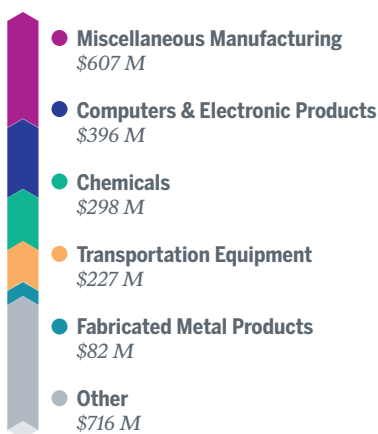 Miscellaneous Manufacturing
$607 M
Computers & Electronic Products
$396 M
Chemicals
$298 M
Transportation Equipment
$227 M
Fabricated Metal Products
$82 M
Other
$716 M